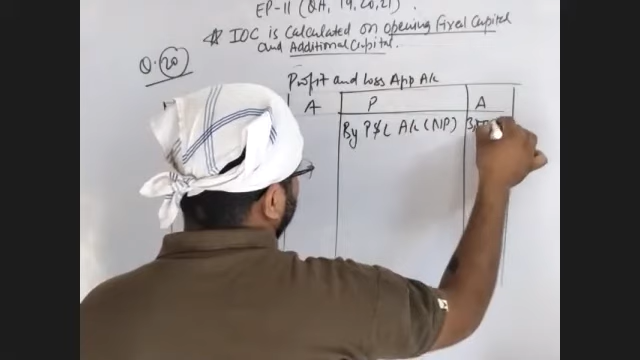 EP-11 (QA, 19,20,21).
* IOC is calculated on opening Fixed Capital
and Additional Capital.
Q. 20
Profit and Loss App A/c
A P A
By P&L A/c (NP)